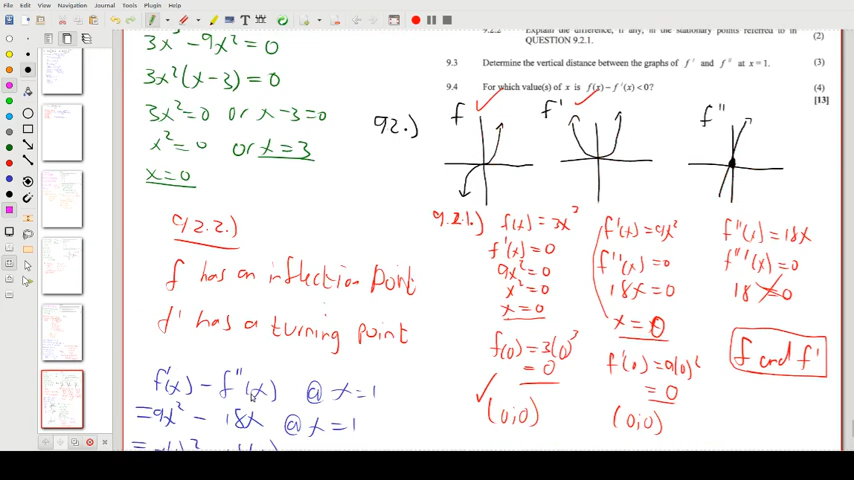 File Edit View Journal Tools Plugin Help
9.2.2 Explain the difference, if any, in the stationary points referred to in
QUESTION 9.2.1. (2)
9.3 Determine the vertical distance between the graphs of f' and f'' at x=1. (3)
9.4 For which value(s) of x is f(x)−f'(x)<0? (4)
[13]
3x³−9x²=0
3x²(x−3)=0
3x²=0 or x−3=0
x²=0 or x=3
x=0
9.2.2.)
f has an inflection point
f' has a turning point
f'(x) − f''(x) @ x=1
=9x² − 18x @ x=1
92.) f f' f''
9.2.1.) f(x)=3x³
f'(x)=0
9x²=0
x²=0
x=0
f(0)=3(0)³
=0
(0;0)
f'(x)=9x²
f''(x)=0
18x=0
x=0
f'(0)=9(0)²
=0
(0;0)
f''(x)=18x
f'''(x)=0
18≠0
f and f'